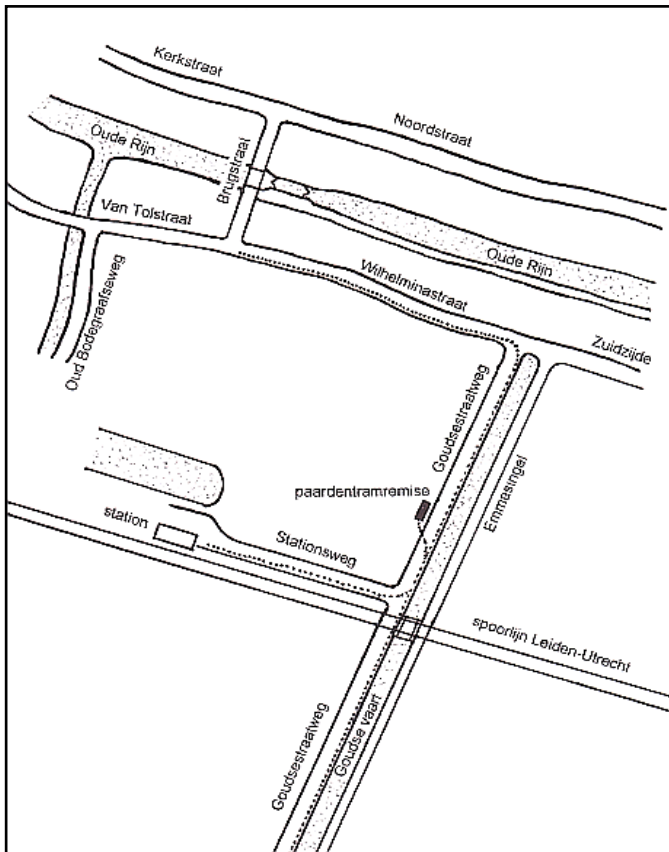 Kerkstraat
Noordstraat
Oude Rijn
Brugstraat
Van Tolstraat
Oude Rijn
Wilhelminastraat
Zuidzijde
Oud Bodegraafseweg
Goudsestraatweg
paardentramremise
Emmasingel
station
Stationsweg
spoorlijn Leiden-Utrecht
Goudse vaart
Goudsestraatweg